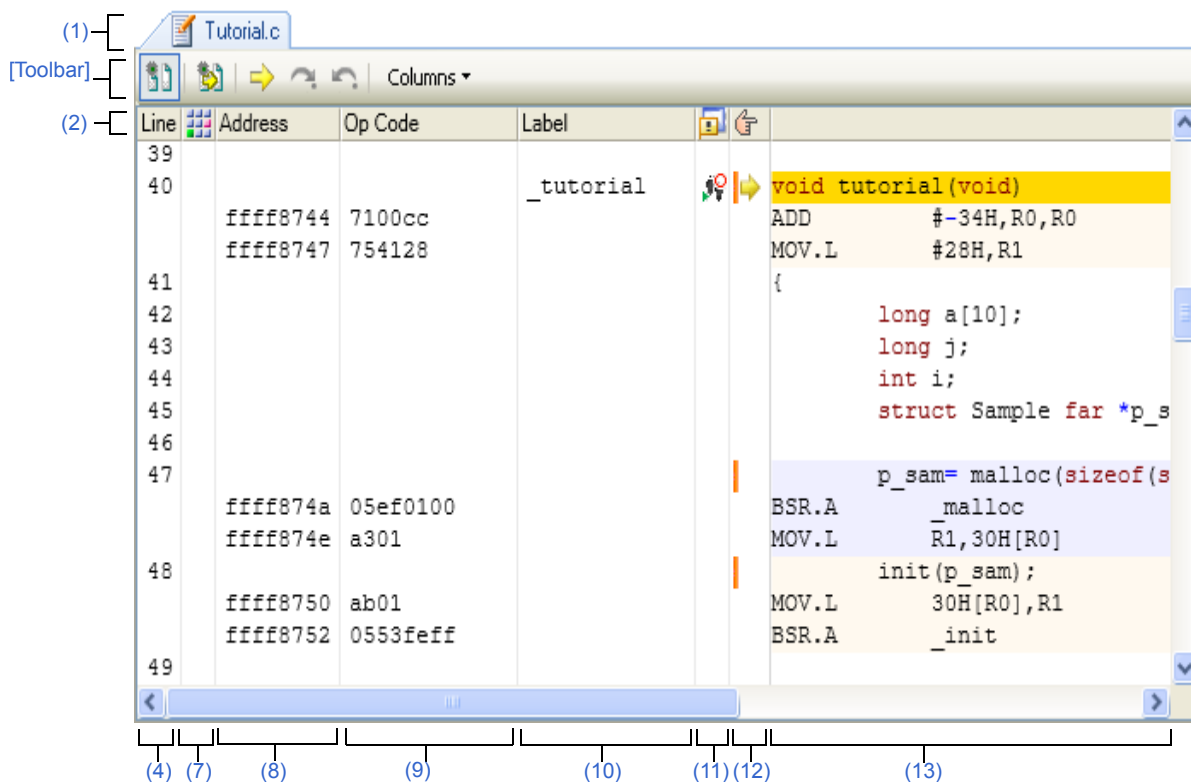 (1)
Tutorial.c
[Toolbar]
Columns
(2)
Line Address Op Code Label
39
40 _tutorial void tutorial(void)
ffff8744 7100cc ADD #-34H,R0,R0
ffff8747 754128 MOV.L #28H,R1
41 {
42 long a[10];
43 long j;
44 int i;
45 struct Sample far *p_s
46
47 p_sam= malloc(sizeof(s
ffff874a 05ef0100 BSR.A _malloc
ffff874e a301 MOV.L R1,30H[R0]
48 init(p_sam);
ffff8750 ab01 MOV.L 30H[R0],R1
ffff8752 0553feff BSR.A _init
49
(4) (7) (8) (9) (10) (11) (12) (13)